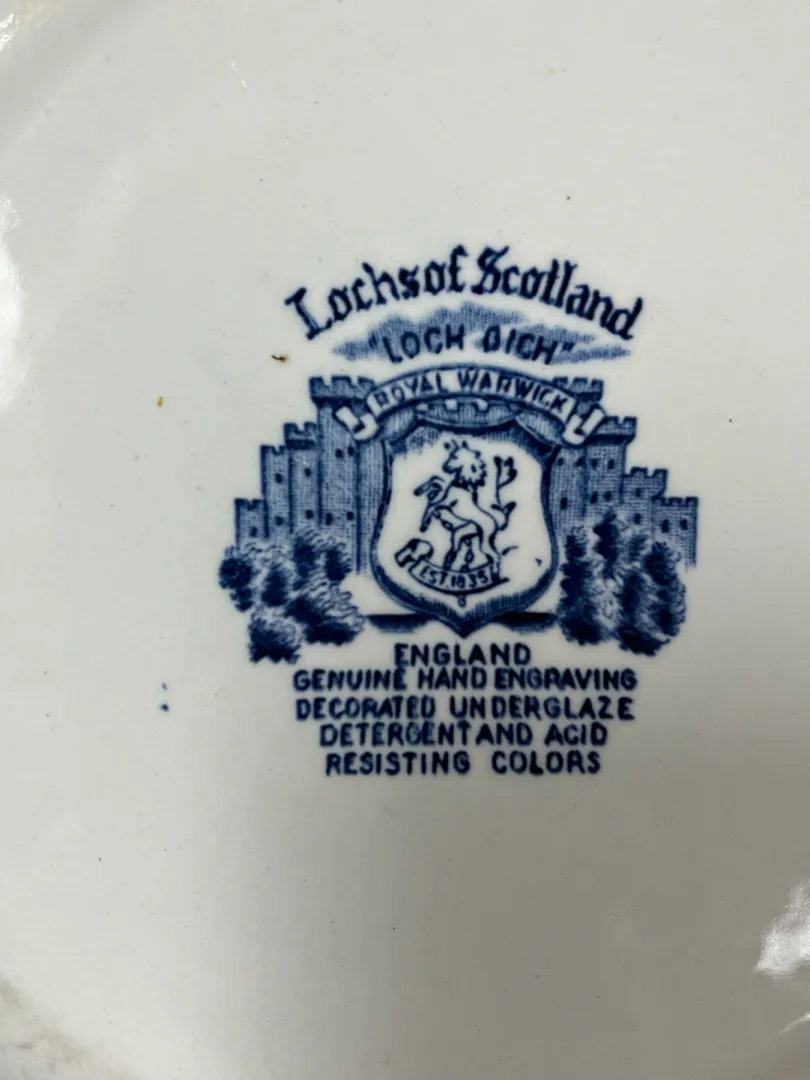 Lochs of Scotland
"LOCH OICH"
ROYAL WARWICK
EST. 1835
ENGLAND
GENUINE HAND ENGRAVING
DECORATED UNDERGLAZE
DETERGENT AND ACID
RESISTING COLORS